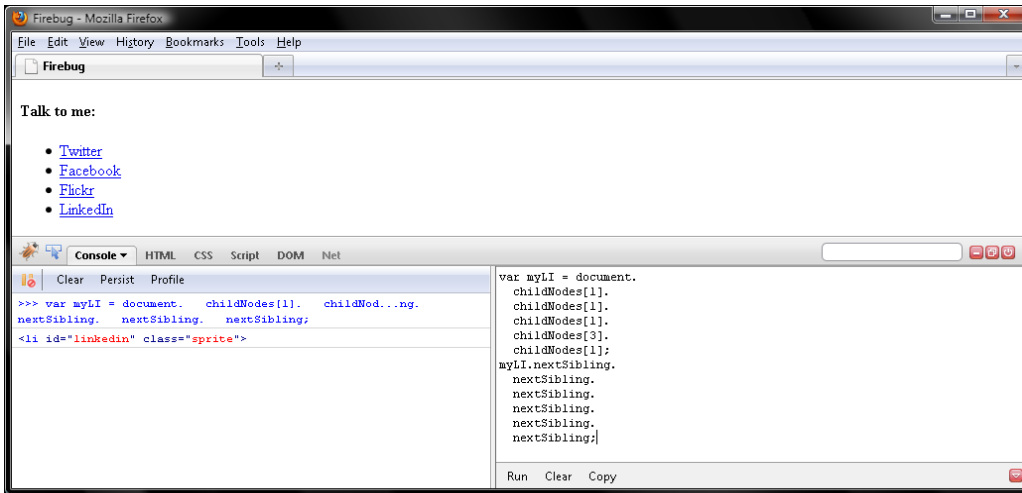 Firebug - Mozilla Firefox
File Edit View History Bookmarks Tools Help
Firebug
Talk to me:
Twitter
Facebook
Flickr
LinkedIn
Console HTML CSS Script DOM Net
Clear Persist Profile
>>> var myLI = document. childNodes[1]. childNod...ng.
nextSibling. nextSibling. nextSibling;
<li id="linkedin" class="sprite">
var myLI = document.
childNodes[1].
childNodes[1].
childNodes[1].
childNodes[3].
childNodes[1];
myLI.nextSibling.
nextSibling.
nextSibling.
nextSibling.
nextSibling.
nextSibling;
Run Clear Copy